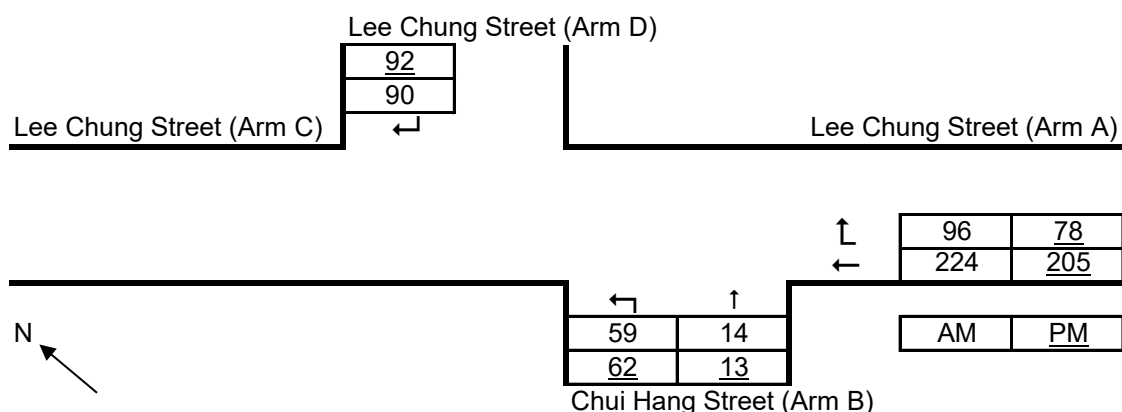 Lee Chung Street (Arm D)
92
90
Lee Chung Street (Arm C)
Lee Chung Street (Arm A)
96 78
224 205
59 14
62 13
N
AM PM
Chui Hang Street (Arm B)